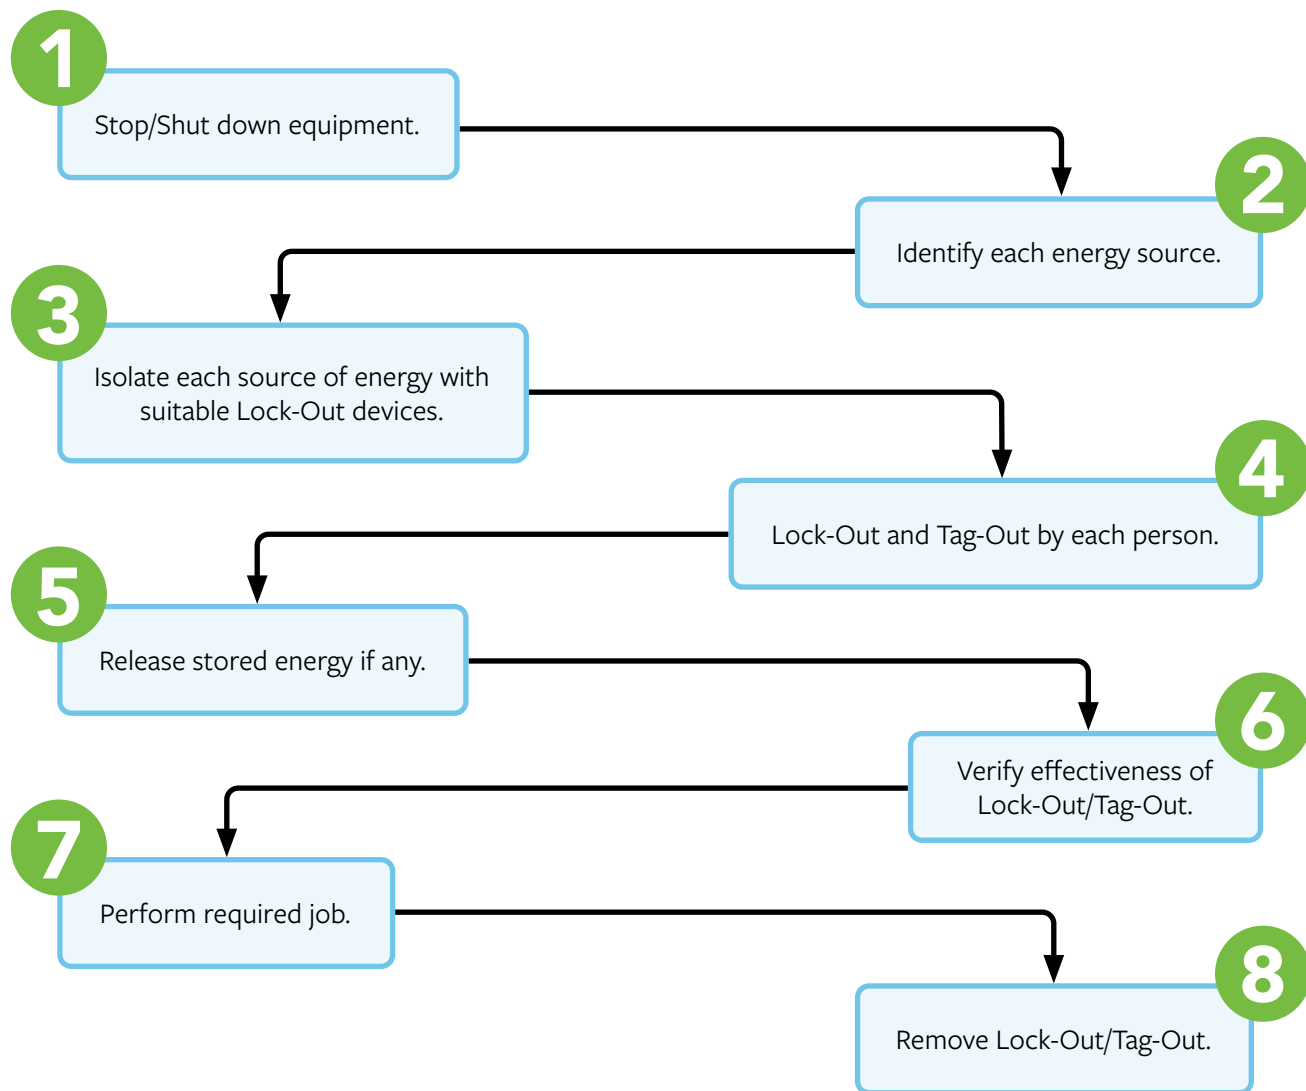 1
Stop/Shut down equipment.
2
Identify each energy source.
3
Isolate each source of energy with
suitable Lock-Out devices.
4
Lock-Out and Tag-Out by each person.
5
Release stored energy if any.
6
Verify effectiveness of
Lock-Out/Tag-Out.
7
Perform required job.
8
Remove Lock-Out/Tag-Out.